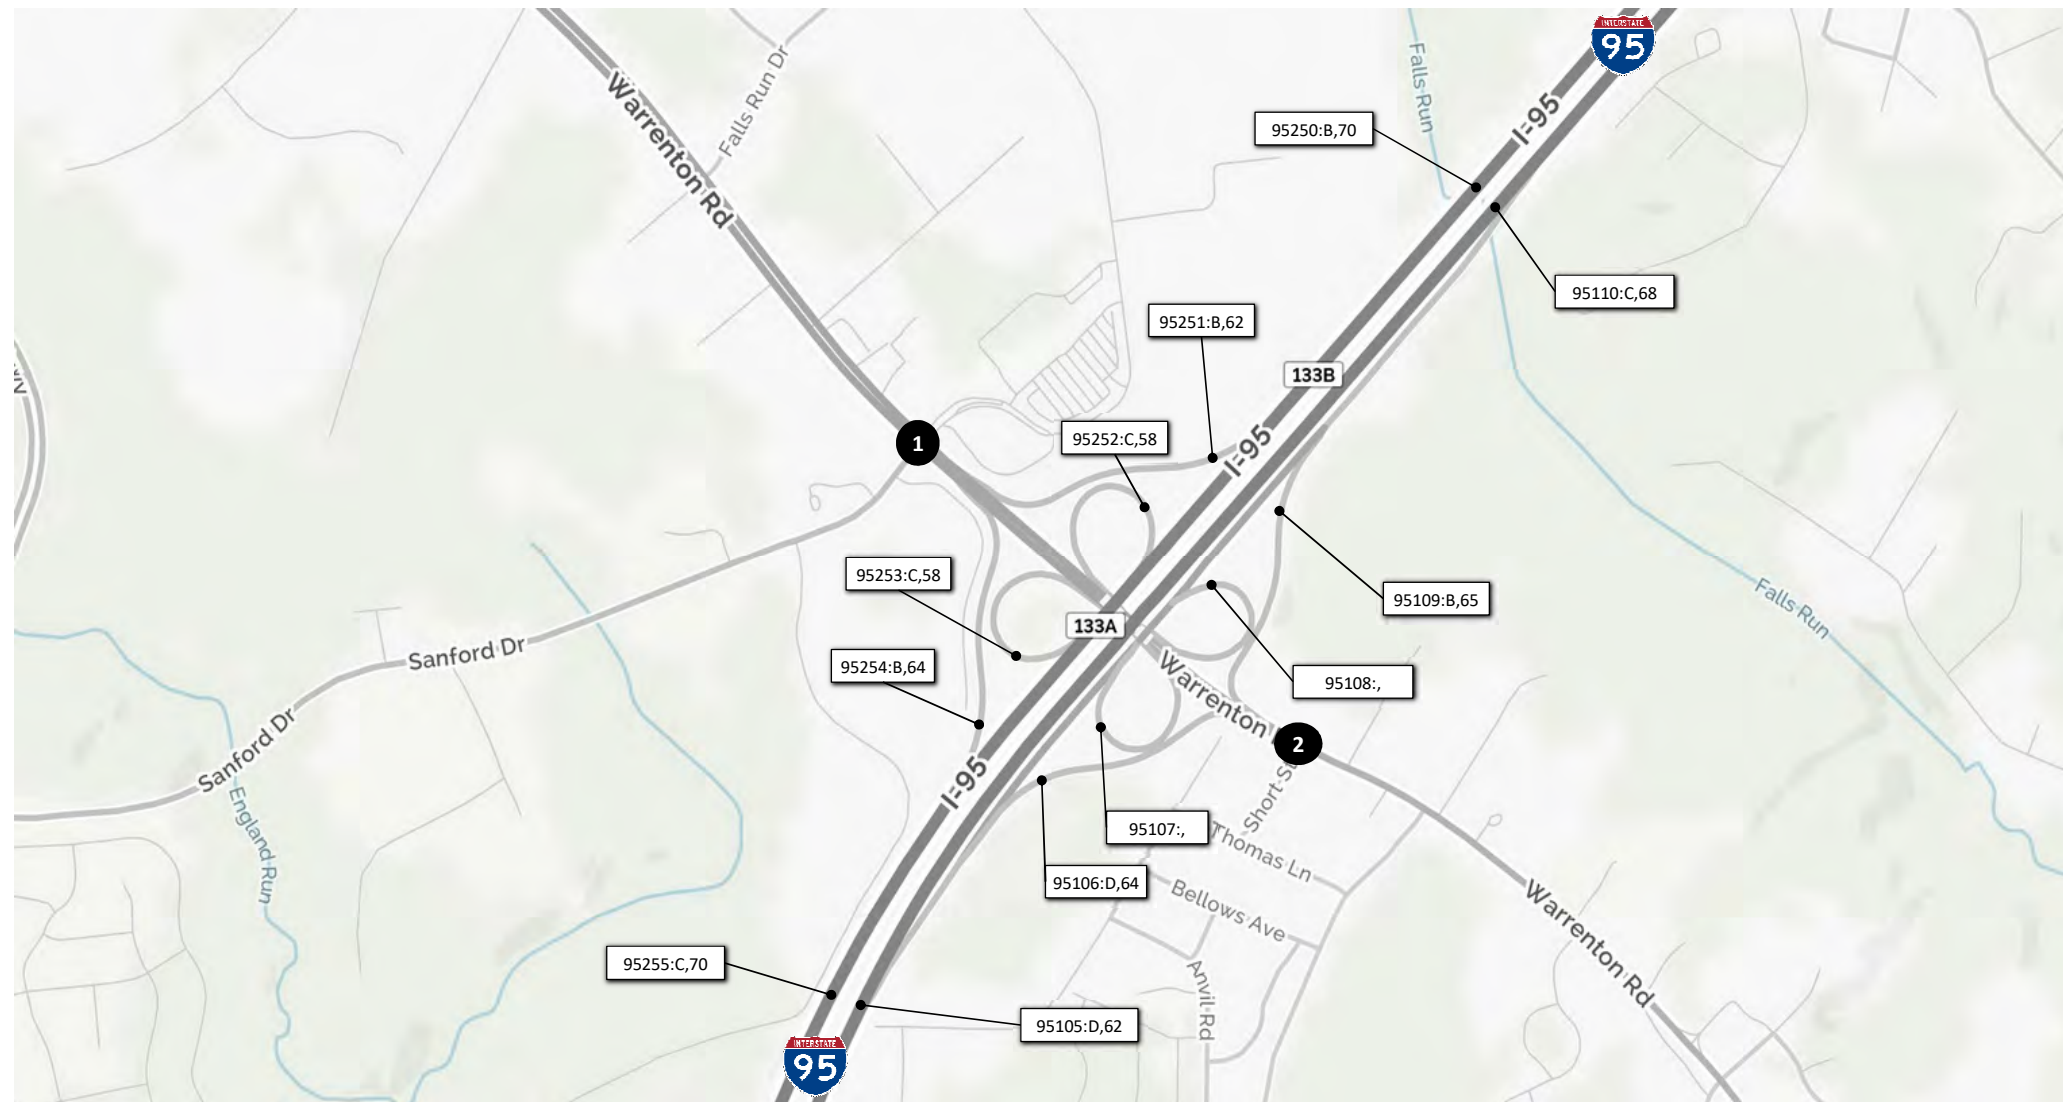 INTERSTATE
95
Warrenton Rd
Falls Run Dr
Falls Run
I-95
95250:B,70
95110:C,68
95251:B,62
133B
95252:C,58
I-95
1
95253:C,58
133A
95109:B,65
Falls Run
Sanford Dr
95254:B,64
95108:,
Warrenton
2
Sanford Dr
I-95
Short St
England Run
95107:,
Thomas Ln
95106:D,64
Bellows Ave
Warrenton Rd
95255:C,70
Anvil Rd
95105:D,62
INTERSTATE
95